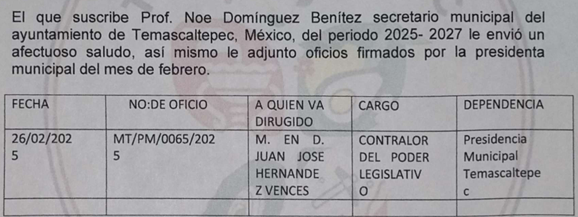 El que suscribe Prof. Noe Domínguez Benítez secretario municipal del
ayuntamiento de Temascaltepec, México, del periodo 2025- 2027 le envió un
afectuoso saludo, así mismo le adjunto oficios firmados por la presidenta
municipal del mes de febrero.
FECHA NO:DE OFICIO A QUIEN VA CARGO DEPENDENCIA
DIRUGIDO
26/02/202 MT/PM/0065/202 M. EN D. CONTRALOR Presidencia
5 5 JUAN JOSE DEL PODER Municipal
HERNANDE LEGISLATIV Temascaltepe
Z VENCES O c